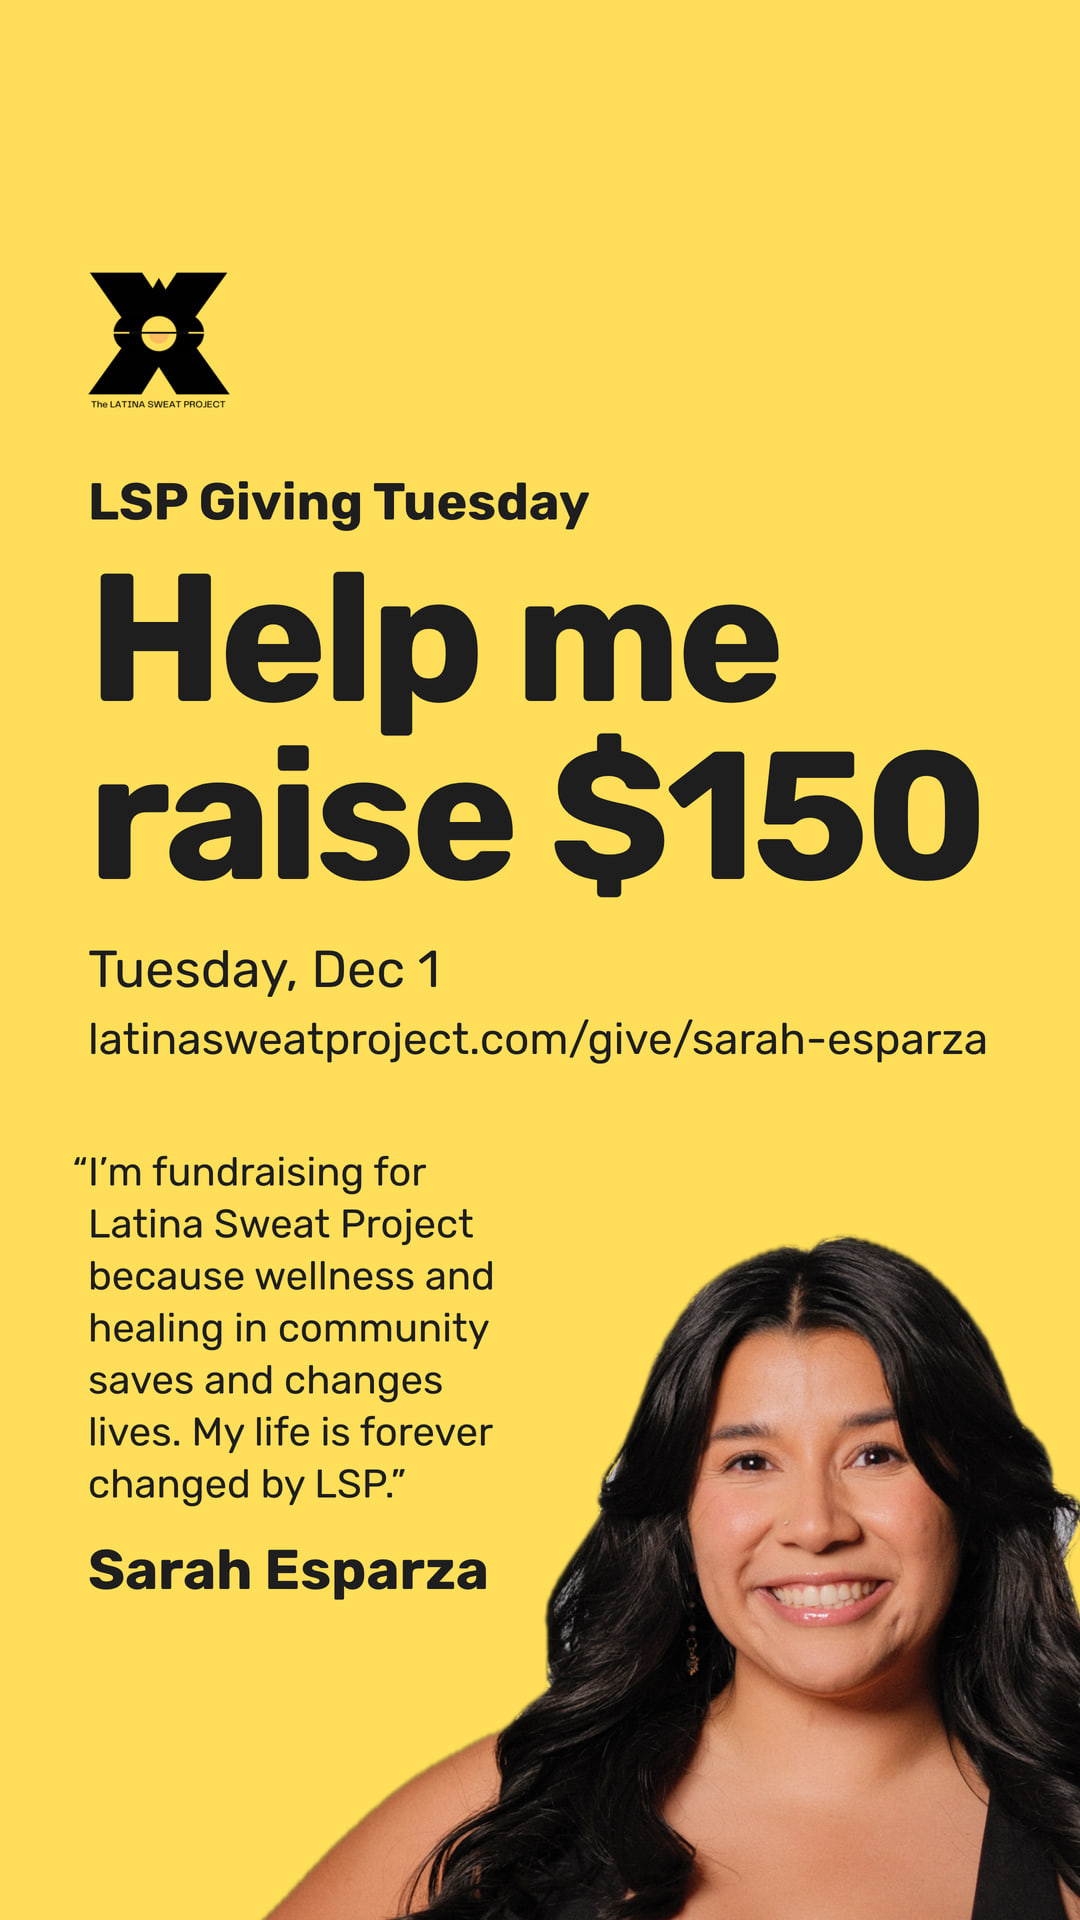 The LATINA SWEAT PROJECT
LSP Giving Tuesday
Help me
raise $150
Tuesday, Dec 1
latinasweatproject.com/give/sarah-esparza
“I’m fundraising for
Latina Sweat Project
because wellness and
healing in community
saves and changes
lives. My life is forever
changed by LSP.”
Sarah Esparza